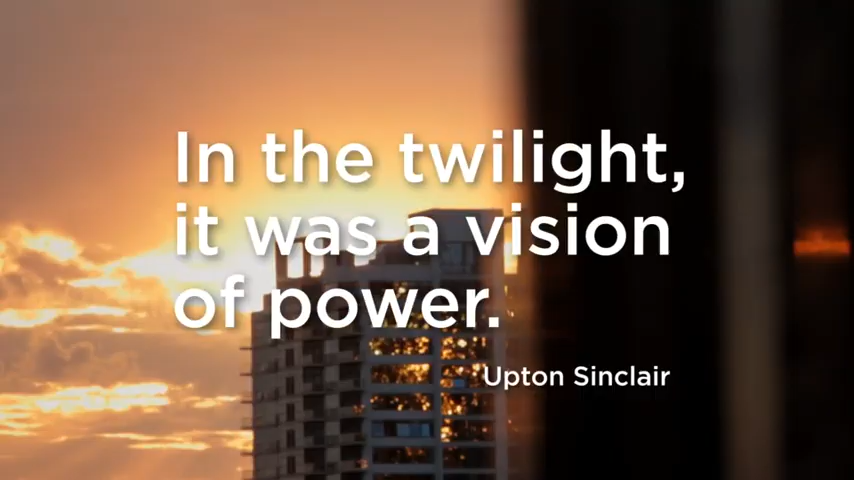 In the twilight,
it was a vision
of power.
Upton Sinclair